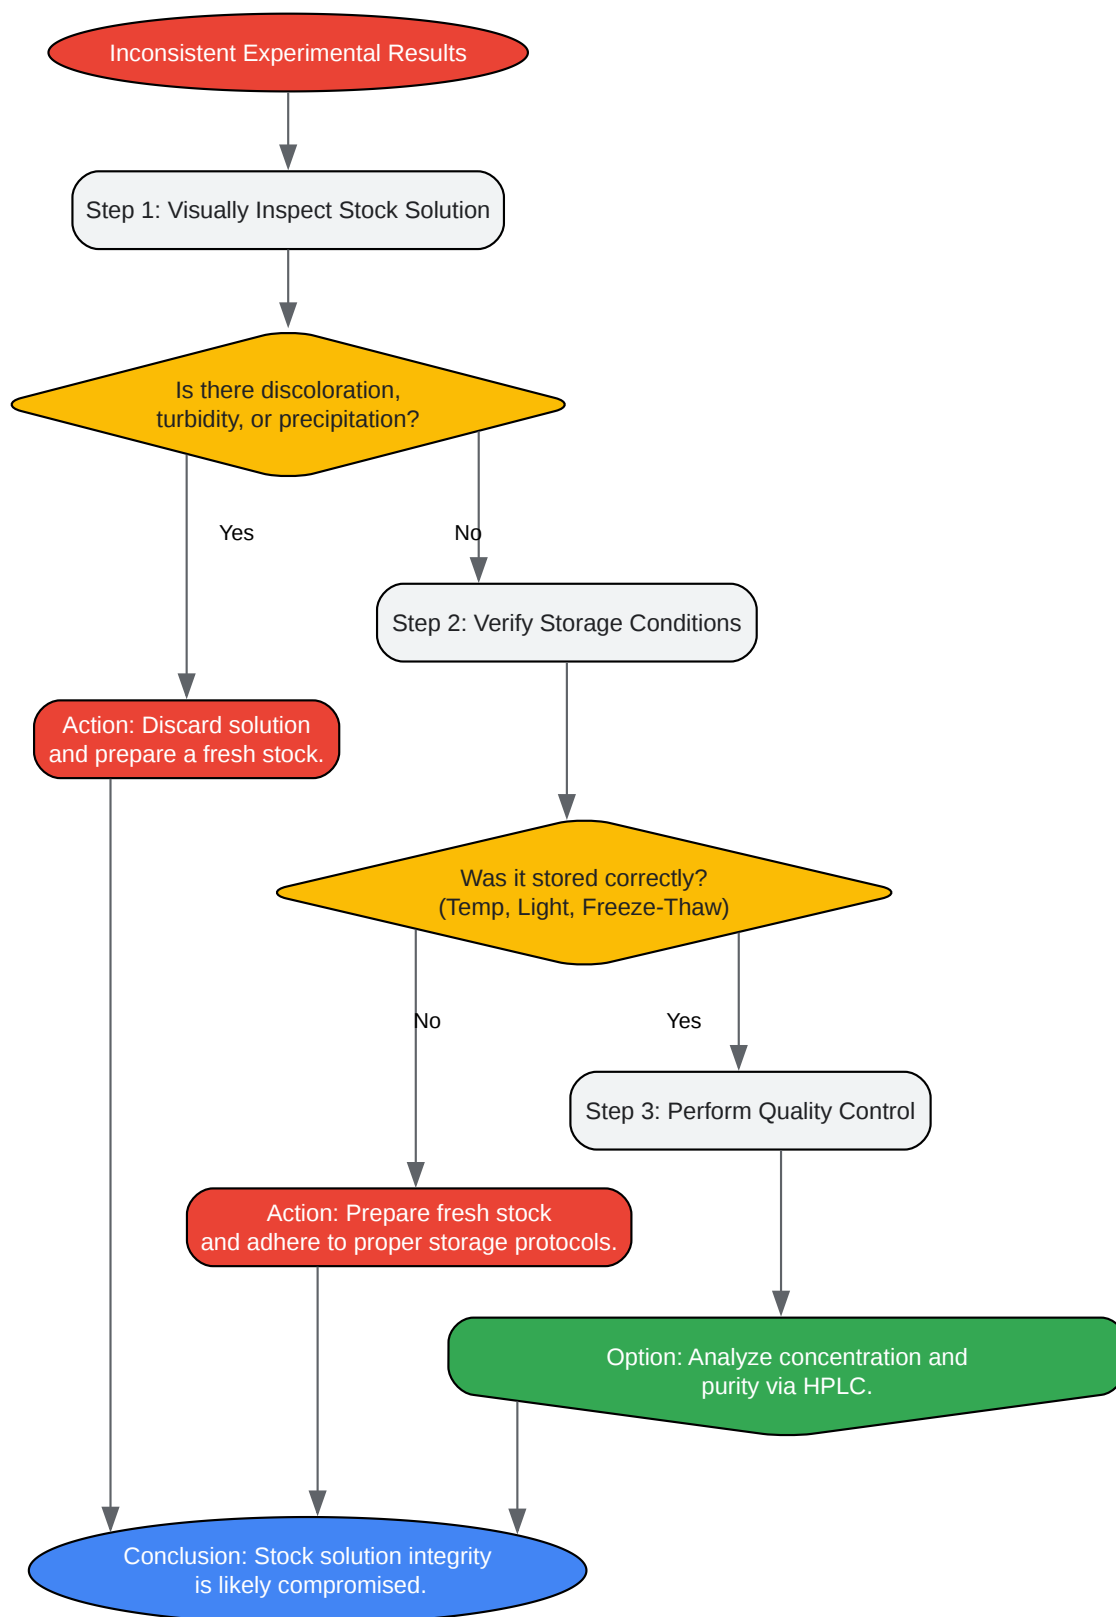 Inconsistent Experimental Results
Step 1: Visually Inspect Stock Solution
Is there discoloration,
turbidity, or precipitation?
Yes
No
Step 2: Verify Storage Conditions
Action: Discard solution
and prepare a fresh stock.
Was it stored correctly?
(Temp, Light, Freeze-Thaw)
No
Yes
Step 3: Perform Quality Control
Action: Prepare fresh stock
and adhere to proper storage protocols.
Option: Analyze concentration and
purity via HPLC.
Conclusion: Stock solution integrity
is likely compromised.